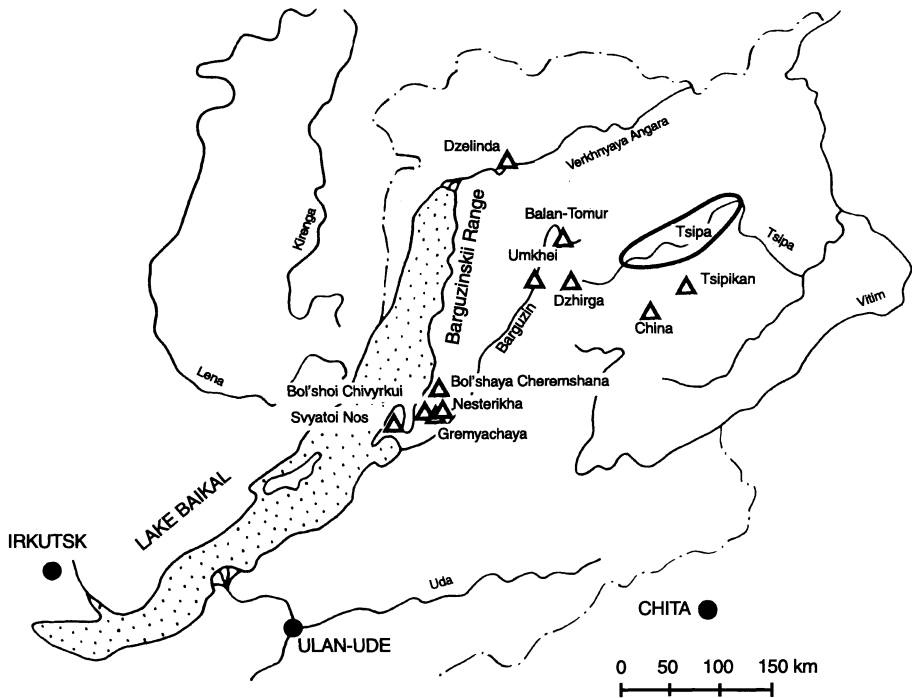 Dzelinda
Verkhnyaya Angara
Kirenga
Barguzinskii Range
Balan-Tomur
Tsipa
Tsipa
Umkhei
Dzhirga
Tsipikan
Barguzin
China
Vitim
Lena
Bol'shoi Chivyrkui
Bol'shaya Cheremshana
Svyatoi Nos
Nesterikha
Gremyachaya
LAKE BAIKAL
IRKUTSK
Uda
CHITA
ULAN-UDE
0 50 100 150 km